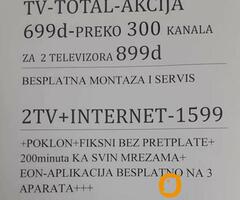 TV-TOTAL-AKCIJA
699d-PREKO 300 KANALA
ZA 2 TELEVIZORA 899d
BESPLATNA MONTAZA I SERVIS
2TV+INTERNET-1599
+POKLON+FIKSNI BEZ PRETPLATE+
200minuta KA SVIN MREZAMA+
EON-APLIKACIJA BESPLATNO NA 3
APARATA+++